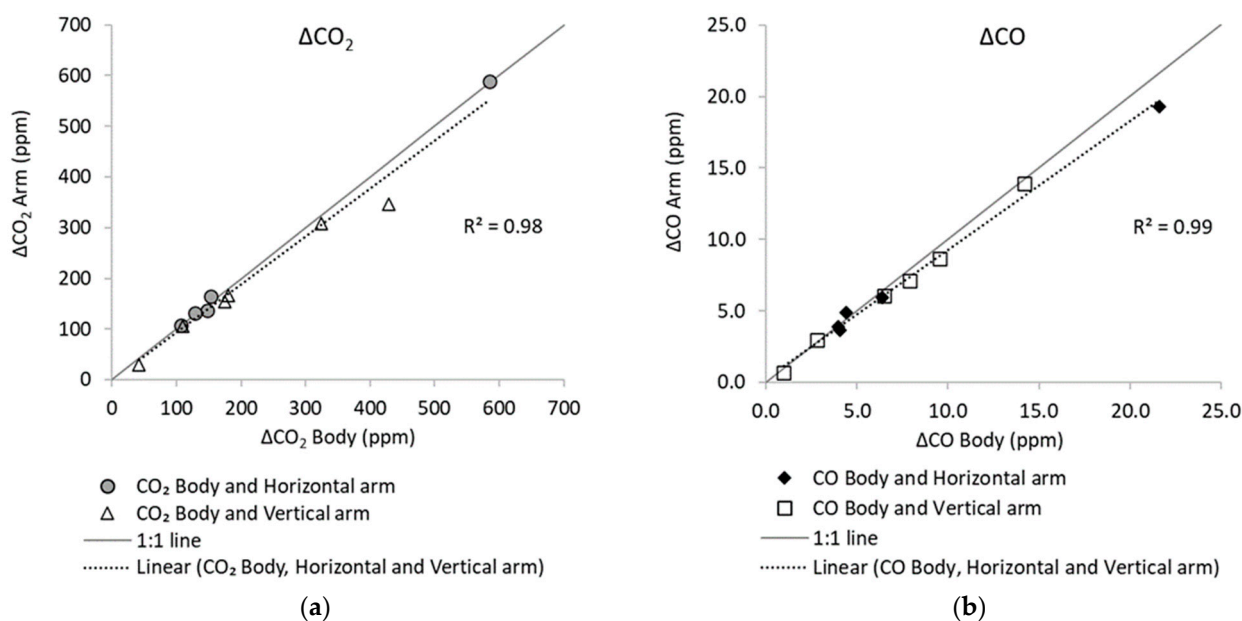 ΔCO₂
700
600
500
400
300
200
100
0
ΔCO₂ Arm (ppm)
R² = 0.98
0 100 200 300 400 500 600 700
ΔCO₂ Body (ppm)
CO₂ Body and Horizontal arm
CO₂ Body and Vertical arm
1:1 line
Linear (CO₂ Body, Horizontal and Vertical arm)
(a)
ΔCO
25.0
20.0
15.0
10.0
5.0
0.0
ΔCO Arm (ppm)
R² = 0.99
0.0 5.0 10.0 15.0 20.0 25.0
ΔCO Body (ppm)
CO Body and Horizontal arm
CO Body and Vertical arm
1:1 line
Linear (CO Body, Horizontal and Vertical arm)
(b)